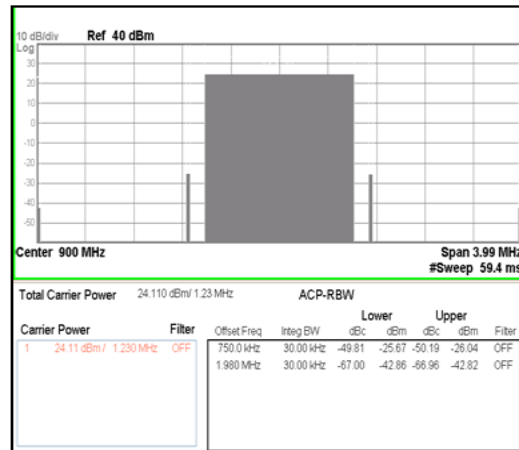 10 dB/div Ref 40 dBm
Log
30
20
10
0
-10
-20
-30
-40
-50
Center 900 MHz Span 3.99 MHz
#Sweep 59.4 ms
Total Carrier Power 24.110 dBm/ 1.23 MHz ACP-RBW
Lower Upper
Carrier Power Filter Offset Freq Integ BW dBc dBm dBc dBm Filter
1 24.11 dBm / 1.230 MHz OFF 750.0 kHz 30.00 kHz -49.81 -25.67 -50.19 -26.04 OFF
1.980 MHz 30.00 kHz -67.00 -42.86 -66.96 -42.82 OFF